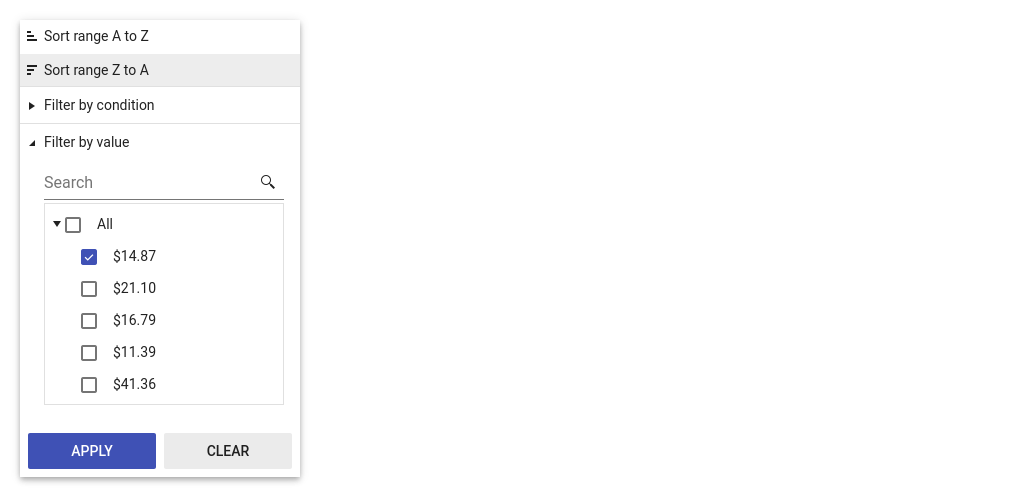 Sort range A to Z
Sort range Z to A
Filter by condition
Filter by value
Search
All
$14.87
$21.10
$16.79
$11.39
$41.36
APPLY CLEAR